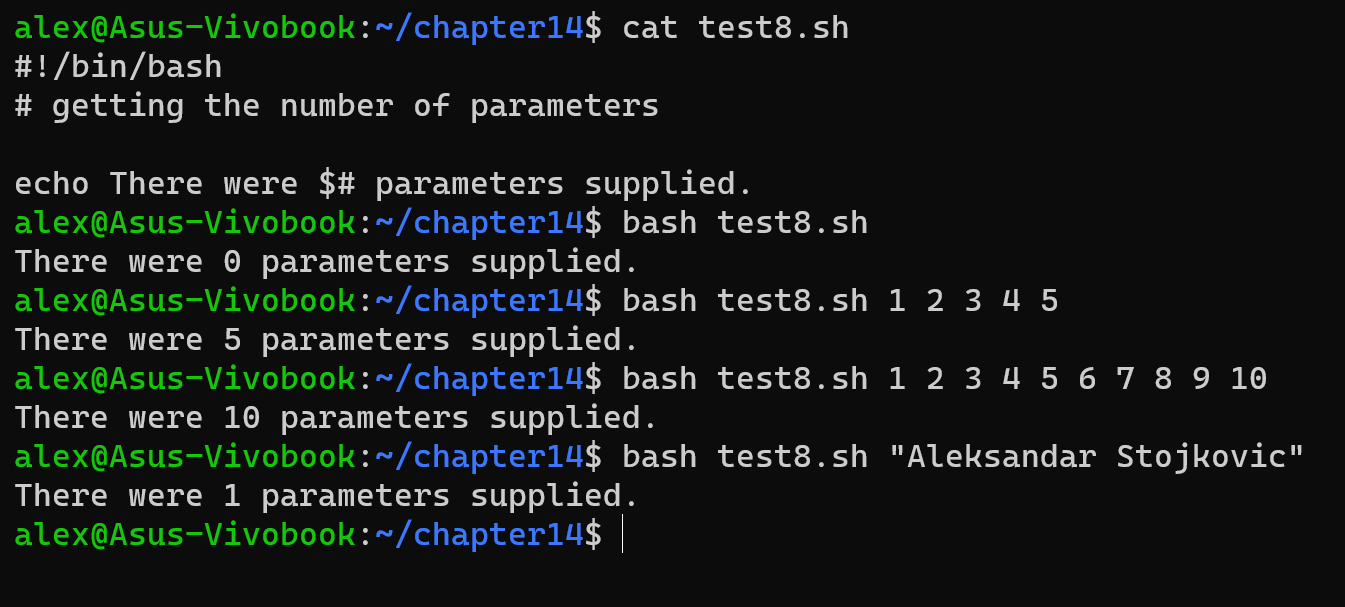 alex@Asus-Vivobook:~/chapter14$ cat test8.sh
#!/bin/bash
# getting the number of parameters

echo There were $# parameters supplied.
alex@Asus-Vivobook:~/chapter14$ bash test8.sh
There were 0 parameters supplied.
alex@Asus-Vivobook:~/chapter14$ bash test8.sh 1 2 3 4 5
There were 5 parameters supplied.
alex@Asus-Vivobook:~/chapter14$ bash test8.sh 1 2 3 4 5 6 7 8 9 10
There were 10 parameters supplied.
alex@Asus-Vivobook:~/chapter14$ bash test8.sh "Aleksandar Stojkovic"
There were 1 parameters supplied.
alex@Asus-Vivobook:~/chapter14$